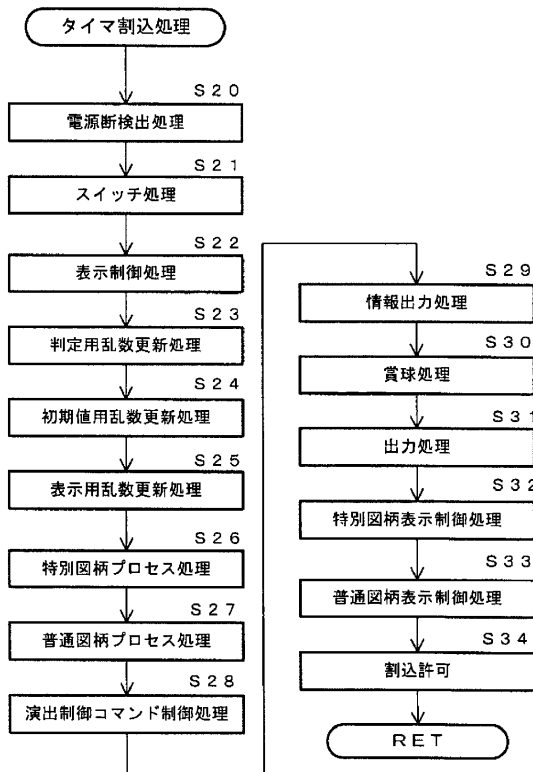 タイマ割込処理
S20
電源断検出処理
S21
スイッチ処理
S22
表示制御処理
S23
判定用乱数更新処理
S24
初期値用乱数更新処理
S25
表示用乱数更新処理
S26
特別図柄プロセス処理
S27
普通図柄プロセス処理
S28
演出制御コマンド制御処理
S29
情報出力処理
S30
賞球処理
S31
出力処理
S32
特別図柄表示制御処理
S33
普通図柄表示制御処理
S34
割込許可
RET